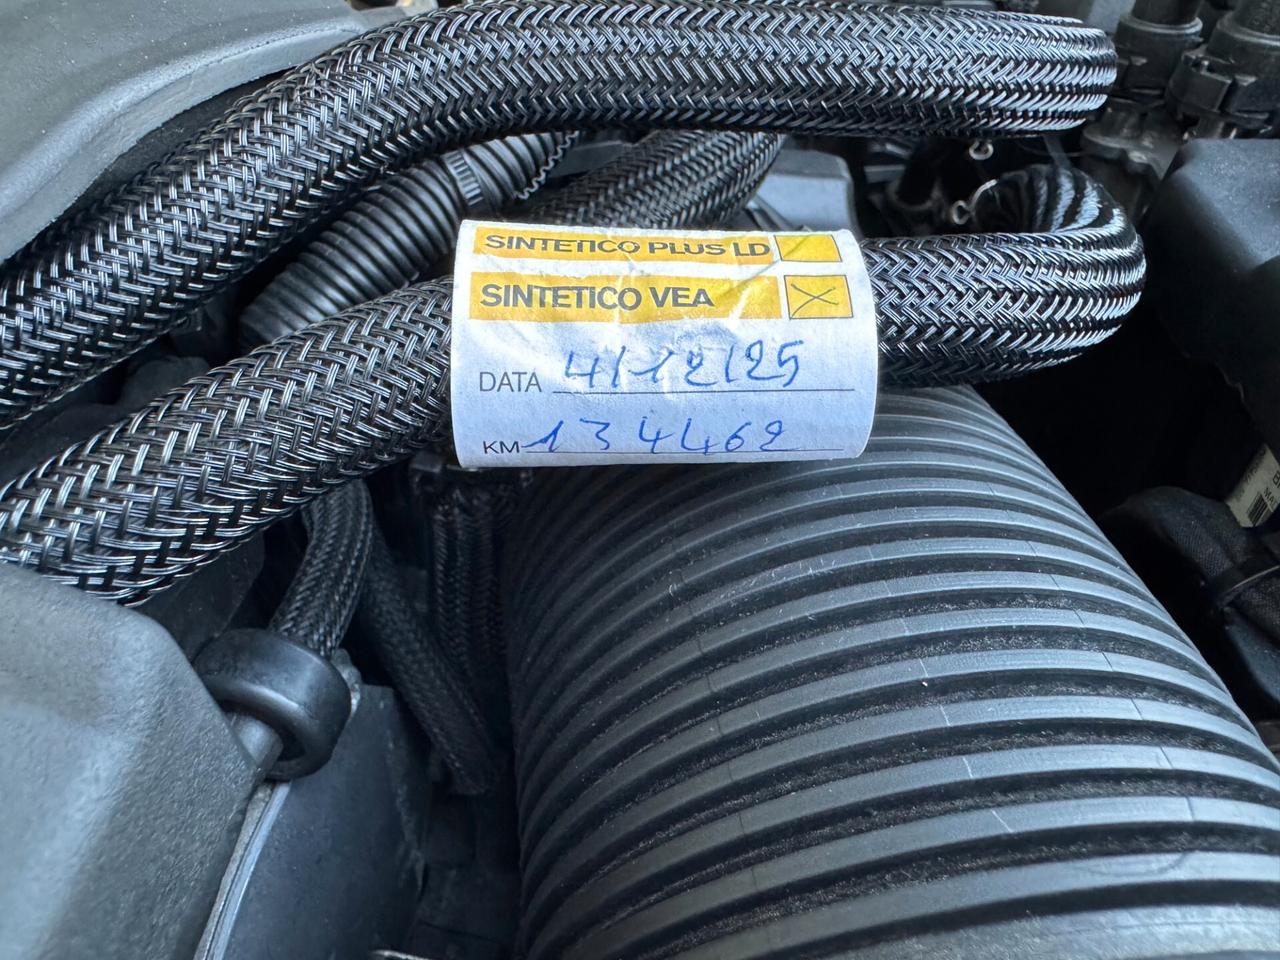 SINTETICO PLUS LD
SINTETICO VEA
DATA 4/12/25
KM 134462